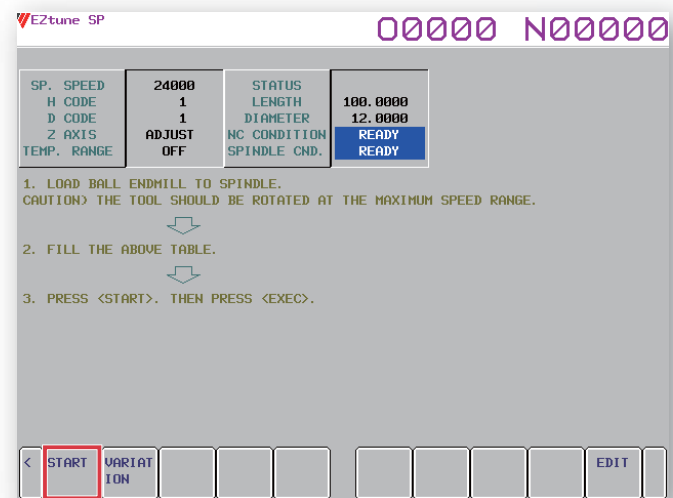 EZtune SP
O0000 N00000
SP. SPEED 24000 STATUS
H CODE 1 LENGTH 100.0000
D CODE 1 DIAMETER 12.0000
Z AXIS ADJUST NC CONDITION READY
TEMP. RANGE OFF SPINDLE CND. READY
1. LOAD BALL ENDMILL TO SPINDLE.
CAUTION) THE TOOL SHOULD BE ROTATED AT THE MAXIMUM SPEED RANGE.
2. FILL THE ABOVE TABLE.
3. PRESS <START>. THEN PRESS <EXEC>.
< START VARIAT EDIT
ION